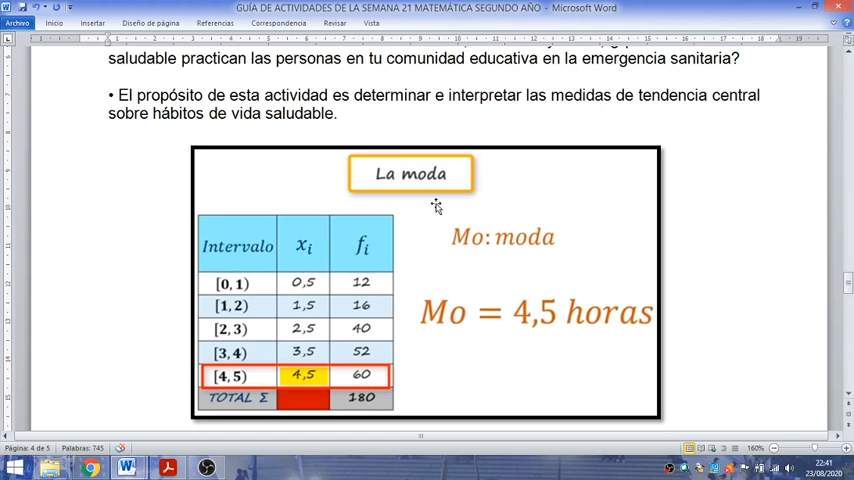 GUÍA DE ACTIVIDADES DE LA SEMANA 21 MATEMÁTICA SEGUNDO AÑO - Microsoft Word
Archivo Inicio Insertar Diseño de página Referencias Correspondencia Revisar Vista
saludable practican las personas en tu comunidad educativa en la emergencia sanitaria?
• El propósito de esta actividad es determinar e interpretar las medidas de tendencia central
sobre hábitos de vida saludable.
La moda
Intervalo xi fi
[0, 1) 0,5 12
[1, 2) 1,5 16
[2, 3) 2,5 40
[3, 4) 3,5 52
[4, 5) 4,5 60
TOTAL Σ 180
Mo: moda
Mo = 4,5 horas
Página: 4 de 5 Palabras: 745 160%
22:41
23/08/2020